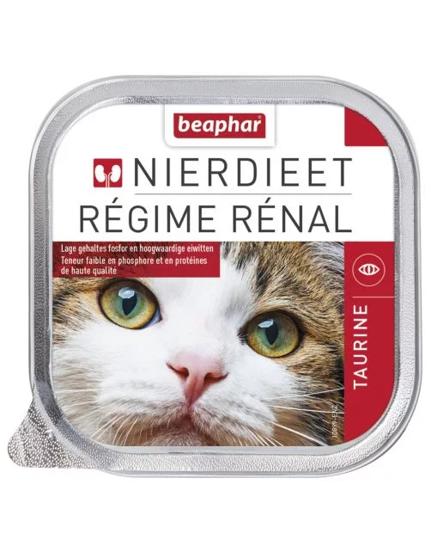 beaphar
NIERDIEET
RÉGIME RÉNAL
Lage gehaltes fosfor en hoogwaardige eiwitten
Teneur faible en phosphore et en protéines
de haute qualité
TAURINE